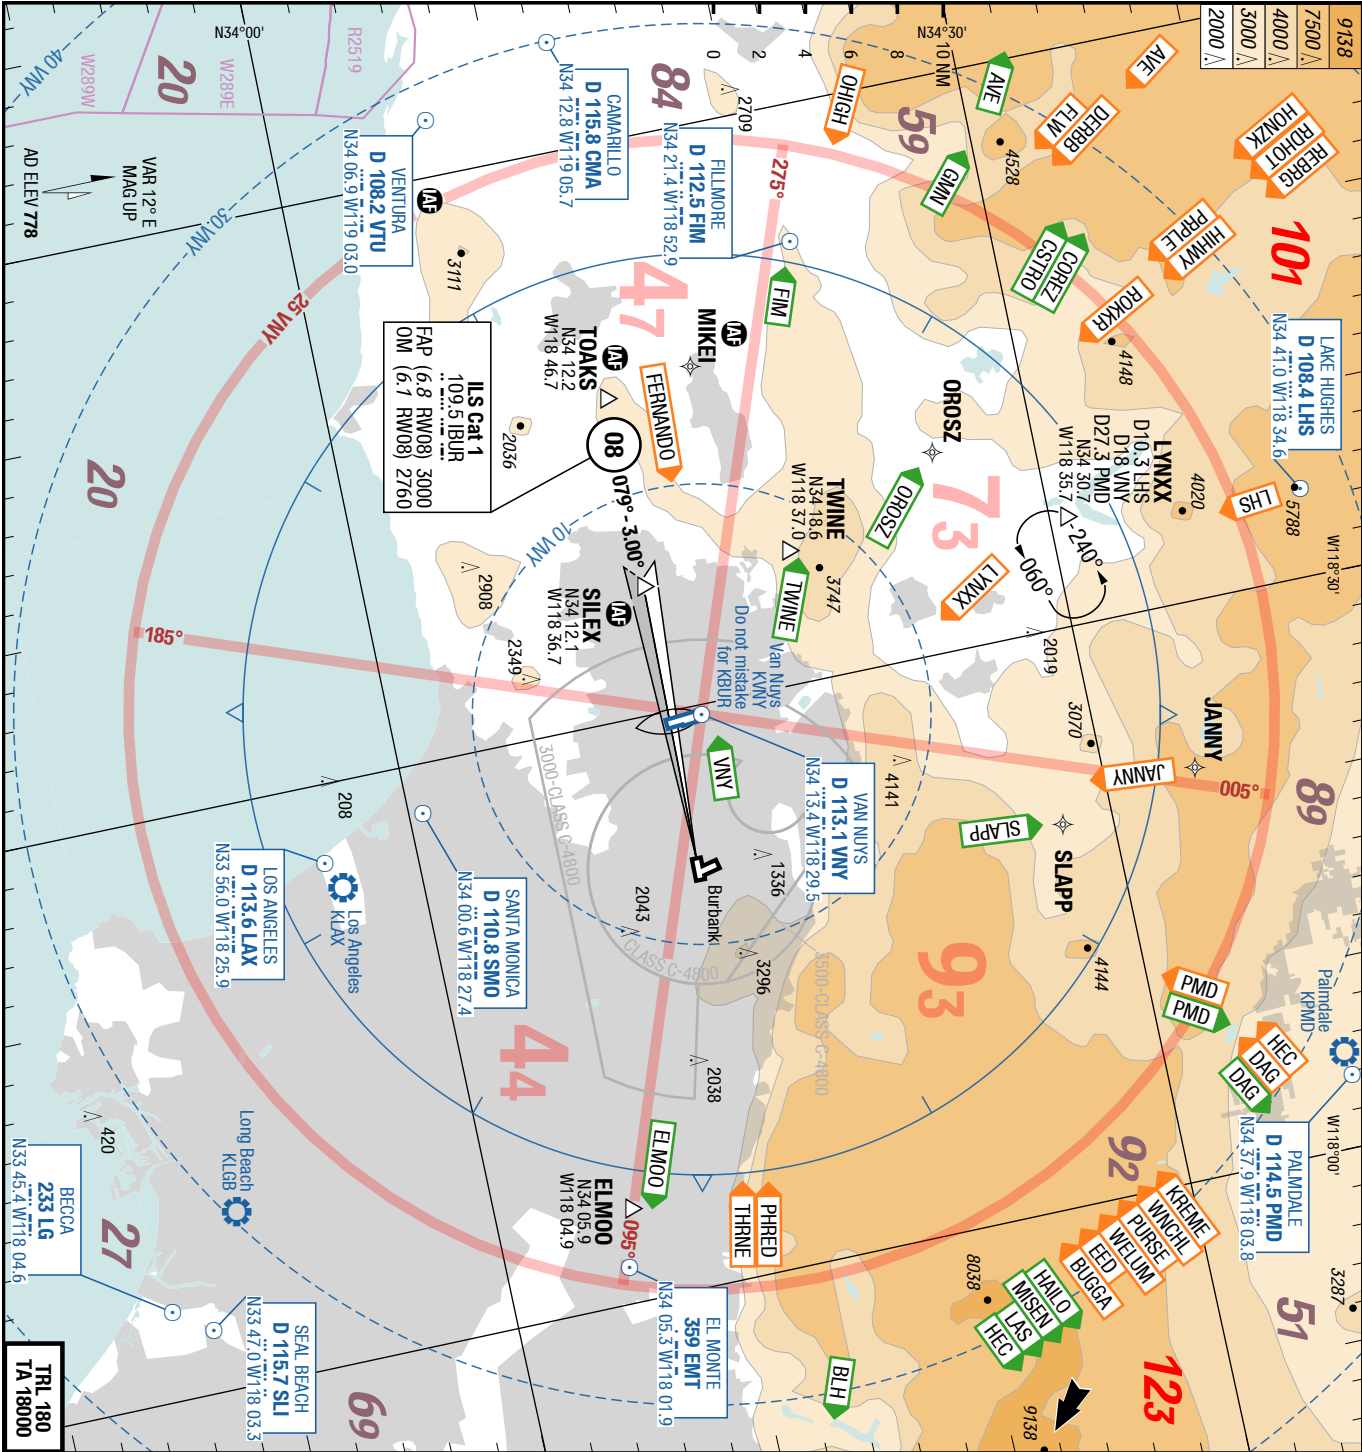 9138
7500
4000
3000
2000
N34°00'
N34°30'
W118°30'
W118°00'
0
2
4
6
8
10 NM
R2519
W289E
W289W
20
84
59
101
47
73
20
89
93
92
44
27
69
51
123
40 VNY
30 VNY
25 VNY
10 VNY
VAR 12° E
MAG UP
AD ELEV 778
CAMARILLO
D 115.8 CMA
N34 12.8 W119 05.7
VENTURA
D 108.2 VTU
N34 06.9 W119 03.0
FILLMORE
D 112.5 FIM
N34 21.4 W118 52.9
LAKE HUGHES
D 108.4 LHS
N34 41.0 W118 34.6
VAN NUYS
D 113.1 VNY
N34 13.4 W118 29.5
SANTA MONICA
D 110.8 SMO
N34 00.6 W118 27.4
LOS ANGELES
D 113.6 LAX
N33 56.0 W118 25.9
PALMDALE
D 114.5 PMD
N34 37.9 W118 03.8
EL MONTE
359 EMT
N34 05.3 W118 01.9
SEAL BEACH
D 115.7 SLI
N33 47.0 W118 03.3
BECCA
233 LG
N33 45.4 W118 04.6
275°
185°
005°
095°
OHIGH
AVE
AVE
DERBB
FLW
HONZK
RDHOT
REBRG
GMN
HIHWY
PRPLE
COREZ
CSTRO
ROKKR
FIM
FERNANDO
LHS
OROSZ
LYNXX
TWINE
VNY
JANNY
SLAPP
PMD
PMD
HEC
DAG
DAG
ELMOO
PHRED
THRNE
KREME
WNCHL
PURSE
WELUM
EED
BUGGA
HAILO
MISEN
LAS
HEC
BLH
2709
4528
3111
4148
2036
4020
5788
3747
2908
2349
2019
3070
4141
208
1336
2043
3296
4144
2038
420
8038
9138
3287
IAF
IAF
MIKEI
IAF
TOAKS
N34 12.2
W118 46.7
OROSZ
LYNXX
D10.3 LHS
D18 VNY
D27.3 PMD
N34 30.7
W118 35.7
240°
060°
TWINE
N34 18.6
W118 37.0
SILEX
N34 12.1
W118 36.7
IAF
JANNY
SLAPP
ELMOO
N34 05.9
W118 04.9
ILS Cat 1
109.5 IBUR
FAP (6.8 RW08) 3000
OM (6.1 RW08) 2760
08
079° - 3.00°
Van Nuys
KVNY
Do not mistake
for KBUR
Burbank
3000-CLASS C-4800
CLASS C-4800
3500-CLASS C-4800
Los Angeles
KLAX
Long Beach
KLGB
Palmdale
KPMD
TRL 180
TA 18000